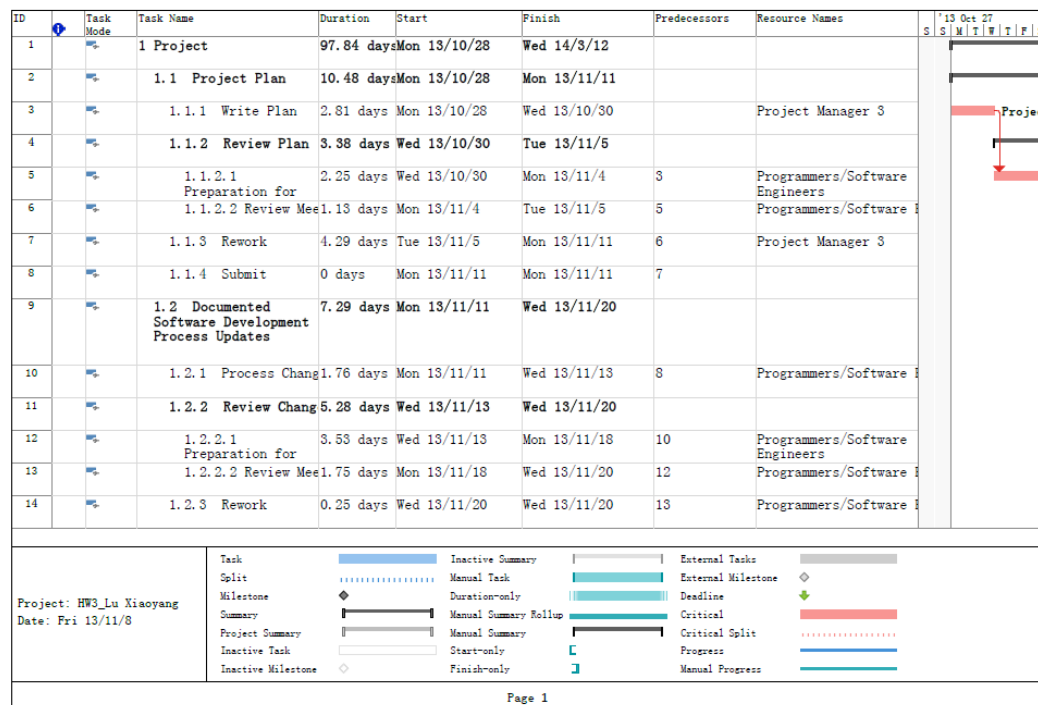 ID Task Mode Task Name Duration Start Finish Predecessors Resource Names '13 Oct 27
S S M T W T F S
1 1 Project 97.84 days Mon 13/10/28 Wed 14/3/12
2 1.1 Project Plan 10.48 days Mon 13/10/28 Mon 13/11/11
3 1.1.1 Write Plan 2.81 days Mon 13/10/28 Wed 13/10/30 Project Manager 3 Projec
4 1.1.2 Review Plan 3.38 days Wed 13/10/30 Tue 13/11/5
5 1.1.2.1 2.25 days Wed 13/10/30 Mon 13/11/4 3 Programmers/Software
Preparation for Engineers
6 1.1.2.2 Review Mee 1.13 days Mon 13/11/4 Tue 13/11/5 5 Programmers/Software
7 1.1.3 Rework 4.29 days Tue 13/11/5 Mon 13/11/11 6 Project Manager 3
8 1.1.4 Submit 0 days Mon 13/11/11 Mon 13/11/11 7
9 1.2 Documented 7.29 days Mon 13/11/11 Wed 13/11/20
Software Development
Process Updates
10 1.2.1 Process Chang 1.76 days Mon 13/11/11 Wed 13/11/13 8 Programmers/Software
11 1.2.2 Review Chang 5.28 days Wed 13/11/13 Wed 13/11/20
12 1.2.2.1 3.53 days Wed 13/11/13 Mon 13/11/18 10 Programmers/Software
Preparation for Engineers
13 1.2.2.2 Review Mee 1.75 days Mon 13/11/18 Wed 13/11/20 12 Programmers/Software
14 1.2.3 Rework 0.25 days Wed 13/11/20 Wed 13/11/20 13 Programmers/Software
Project: HW3_Lu Xiaoyang
Date: Fri 13/11/8
Task Inactive Summary External Tasks
Split Manual Task External Milestone
Milestone Duration-only Deadline
Summary Manual Summary Rollup Critical
Project Summary Manual Summary Critical Split
Inactive Task Start-only Progress
Inactive Milestone Finish-only Manual Progress
Page 1